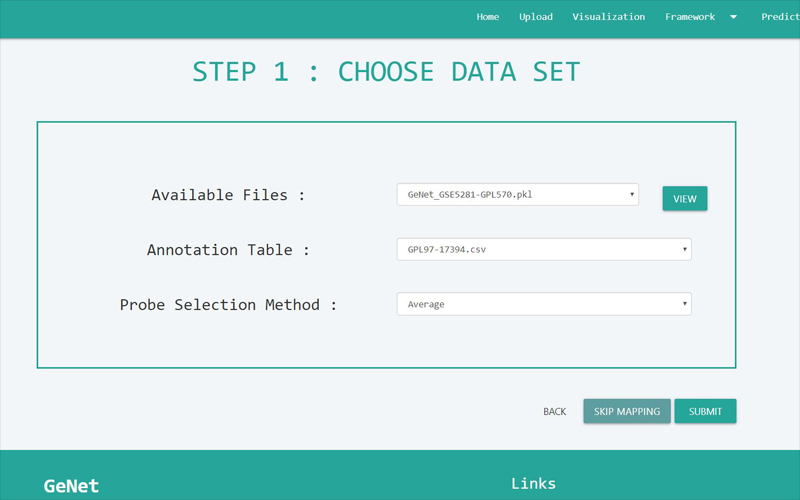 Home Upload Visualization Framework Predict
STEP 1 : CHOOSE DATA SET
Available Files : GeNet_GSE5281-GPL570.pkl VIEW
Annotation Table : GPL97-17394.csv
Probe Selection Method : Average
BACK SKIP MAPPING SUBMIT
GeNet Links